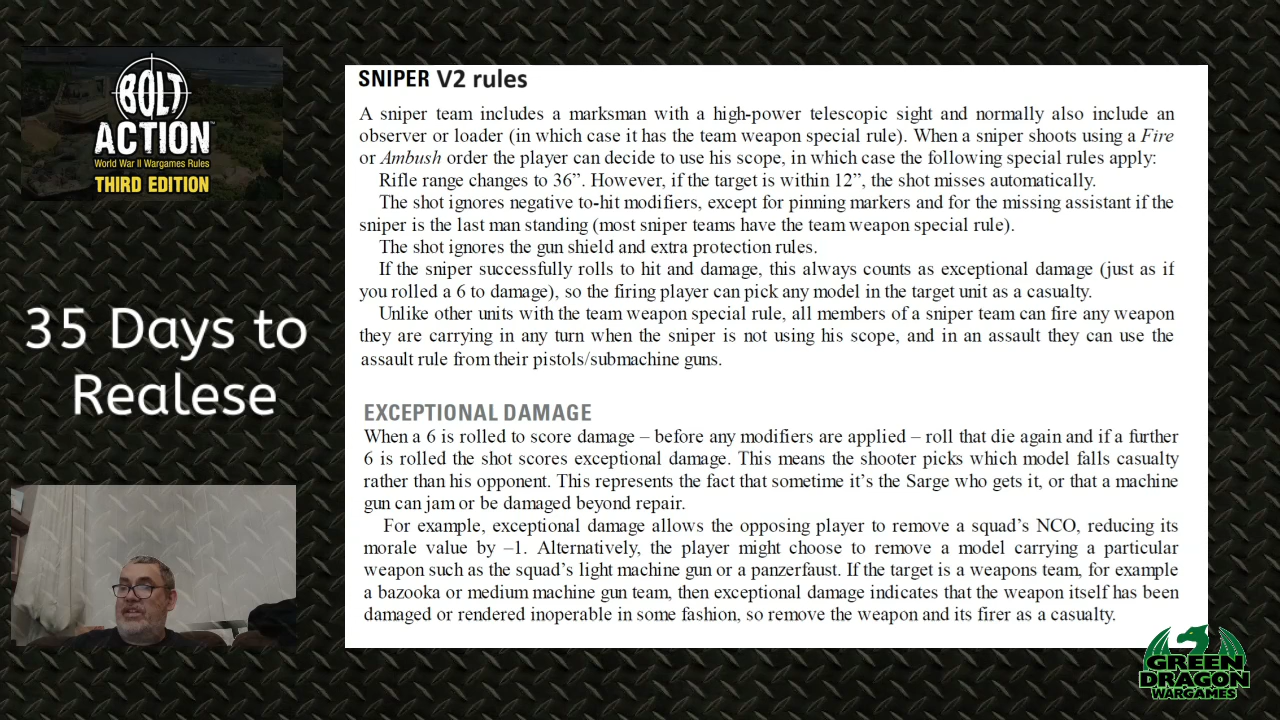 BOLT
ACTION
World War II Wargames Rules
THIRD EDITION
35 Days to
Realese
SNIPER V2 rules
A sniper team includes a marksman with a high-power telescopic sight and normally also include an
observer or loader (in which case it has the team weapon special rule). When a sniper shoots using a Fire
or Ambush order the player can decide to use his scope, in which case the following special rules apply:
Rifle range changes to 36”. However, if the target is within 12”, the shot misses automatically.
The shot ignores negative to-hit modifiers, except for pinning markers and for the missing assistant if the
sniper is the last man standing (most sniper teams have the team weapon special rule).
The shot ignores the gun shield and extra protection rules.
If the sniper successfully rolls to hit and damage, this always counts as exceptional damage (just as if
you rolled a 6 to damage), so the firing player can pick any model in the target unit as a casualty.
Unlike other units with the team weapon special rule, all members of a sniper team can fire any weapon
they are carrying in any turn when the sniper is not using his scope, and in an assault they can use the
assault rule from their pistols/submachine guns.
EXCEPTIONAL DAMAGE
When a 6 is rolled to score damage – before any modifiers are applied – roll that die again and if a further
6 is rolled the shot scores exceptional damage. This means the shooter picks which model falls casualty
rather than his opponent. This represents the fact that sometime it’s the Sarge who gets it, or that a machine
gun can jam or be damaged beyond repair.
For example, exceptional damage allows the opposing player to remove a squad’s NCO, reducing its
morale value by –1. Alternatively, the player might choose to remove a model carrying a particular
weapon such as the squad’s light machine gun or a panzerfaust. If the target is a weapons team, for example
a bazooka or medium machine gun team, then exceptional damage indicates that the weapon itself has been
damaged or rendered inoperable in some fashion, so remove the weapon and its firer as a casualty.
GREEN
DRAGON
WARGAMES